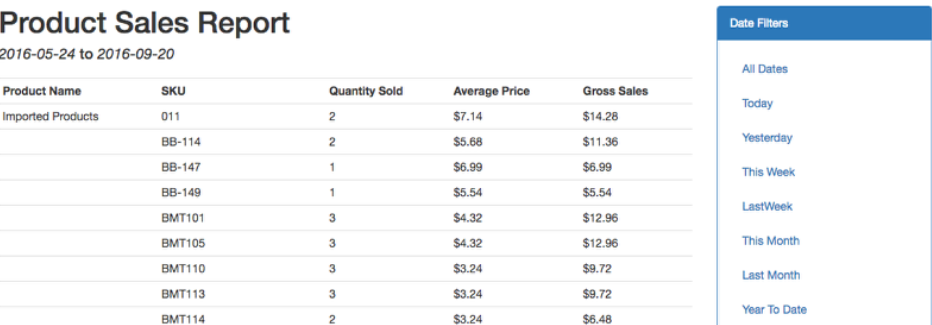 Product Sales Report
2016-05-24 to 2016-09-20
Product Name SKU Quantity Sold Average Price Gross Sales
Imported Products 011 2 $7.14 $14.28
BB-114 2 $5.68 $11.36
BB-147 1 $6.99 $6.99
BB-149 1 $5.54 $5.54
BMT101 3 $4.32 $12.96
BMT105 3 $4.32 $12.96
BMT110 3 $3.24 $9.72
BMT113 3 $3.24 $9.72
BMT114 2 $3.24 $6.48
Date Filters
All Dates
Today
Yesterday
This Week
LastWeek
This Month
Last Month
Year To Date